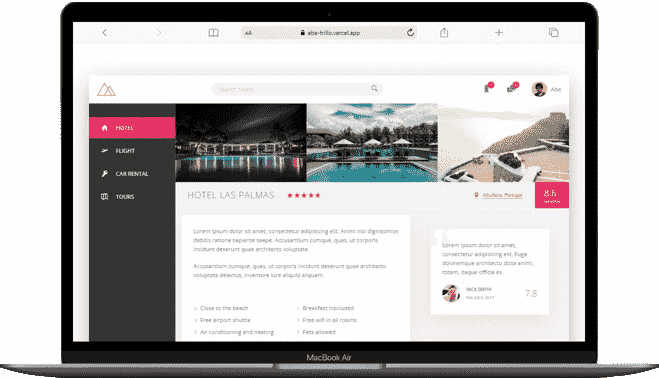 AA abe-trillo.vercel.app
Search hotels
Abe
HOTEL
FLIGHT
CAR RENTAL
TOURS
HOTEL LAS PALMAS
Albufeira, Portugal
8.6
Lorem ipsum dolor sit amet, consectetur adipisicing elit. Nisi dignissimos
debitis ratione sapiente saepe. Accusantium cumque, quas, ut corporis
incidunt deserunt quae architecto voluptate.
Accusantium cumque, quas, ut corporis incidunt deserunt quae architecto
voluptate delectus, inventore iure aliquid aliquam.
Close to the beach
Breakfast included
Free airport shuttle
Free wifi in all rooms
Air conditioning and heating
Pets allowed
Lorem ipsum dolor sit amet,
consectetur adipisicing elit. Fuga
doloremque architecto dicta animi,
totam, itaque officia ex.
NICK SMITH
Feb 23rd, 2017
7.8
MacBook Air